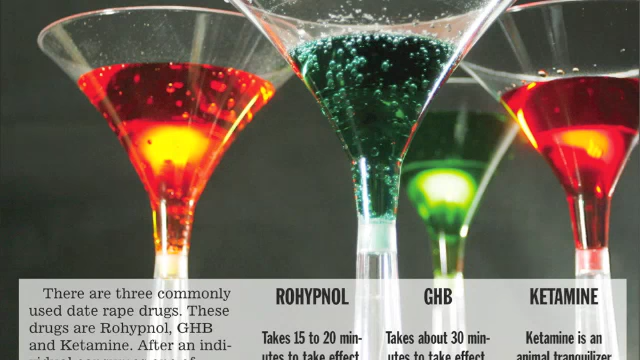 There are three commonly
used date rape drugs. These
drugs are Rohypnol, GHB
and Ketamine. After an indi-
ROHYPNOL
Takes 15 to 20 min-
utes to take effect
GHB
Takes about 30 min-
utes to take effect
KETAMINE
Ketamine is an
animal tranquilizer